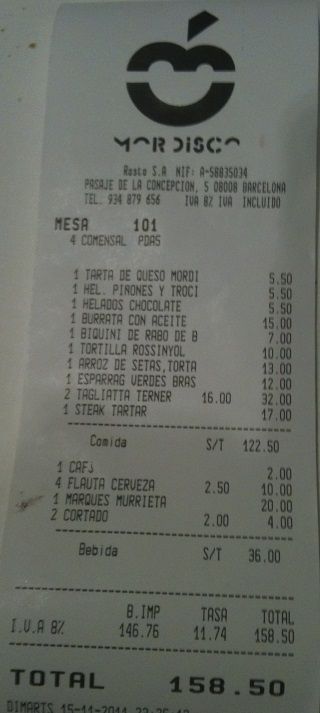 MORDISCO
Resto S.A NIF: A-58835034
PASAJE DE LA CONCEPCION, 5 08008 BARCELONA
TEL. 934 879 656 IVA 8% IVA INCLUIDO
MESA 101
4 COMENSAL PDAS
1 TARTA DE QUESO MORDI 5.50
1 HEL. PIÑONES Y TROCI 5.50
1 HELADOS CHOCOLATE 5.50
1 BURRATA CON ACEITE 15.00
1 BIQUINI DE RABO DE B 7.00
1 TORTILLA ROSSINYOL 10.00
1 ARROZ DE SETAS,TORTA 13.00
1 ESPARRAG VERDES BRAS 12.00
2 TAGLIATTA TERNER 16.00 32.00
1 STEAK TARTAR 17.00
Comida S/T 122.50
1 CAFJ 2.00
4 FLAUTA CERVEZA 2.50 10.00
1 MARQUES MURRIETA 20.00
2 CORTADO 2.00 4.00
Bebida S/T 36.00
B.IMP TASA TOTAL
I.V.A 8% 146.76 11.74 158.50
TOTAL 158.50
DIMARTS 15-11-2011